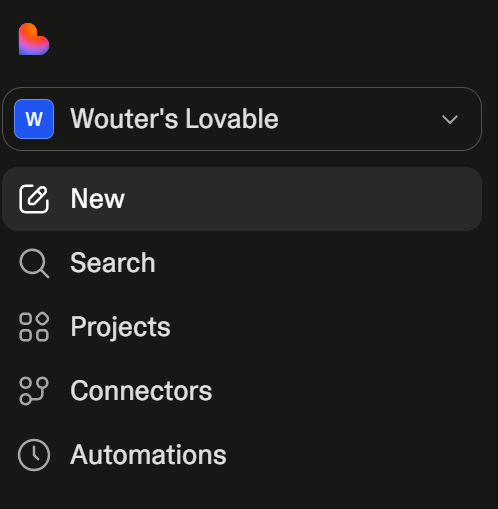 W Wouter's Lovable
New
Search
Projects
Connectors
Automations